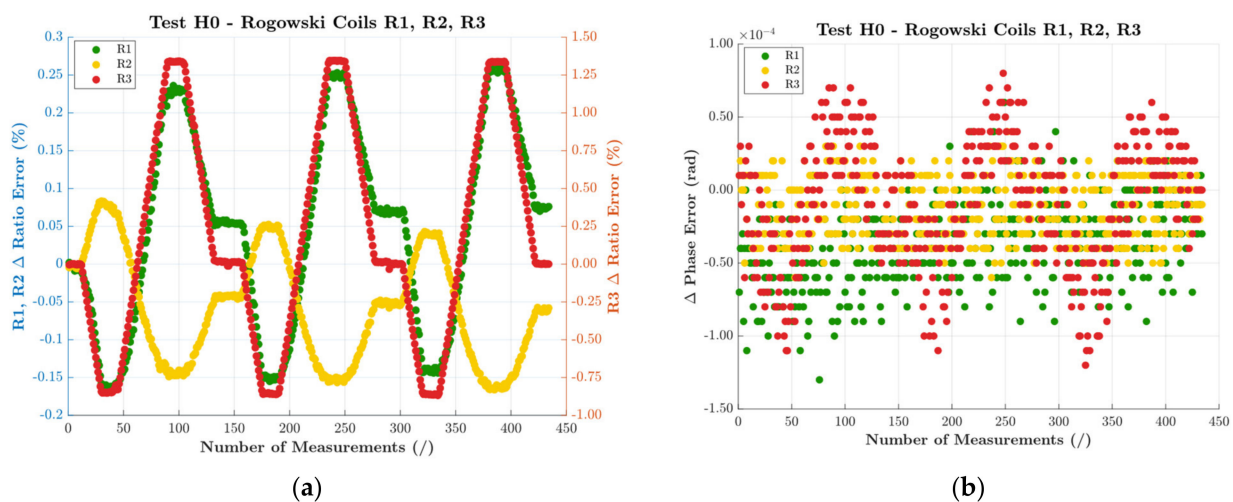 Test H0 - Rogowski Coils R1, R2, R3
0.3
0.25
0.2
0.15
0.1
0.05
0
-0.05
-0.1
-0.15
-0.2
R1, R2 Δ Ratio Error (%)
R1
R2
R3
1.50
1.25
1.00
0.75
0.50
0.25
0.00
-0.25
-0.50
-0.75
-1.00
R3 Δ Ratio Error (%)
0 50 100 150 200 250 300 350 400 450
Number of Measurements (/)
(a)
Test H0 - Rogowski Coils R1, R2, R3
×10⁻⁴
1.00
0.50
0.00
-0.50
-1.00
-1.50
Δ Phase Error (rad)
R1
R2
R3
0 50 100 150 200 250 300 350 400 450
Number of Measurements (/)
(b)